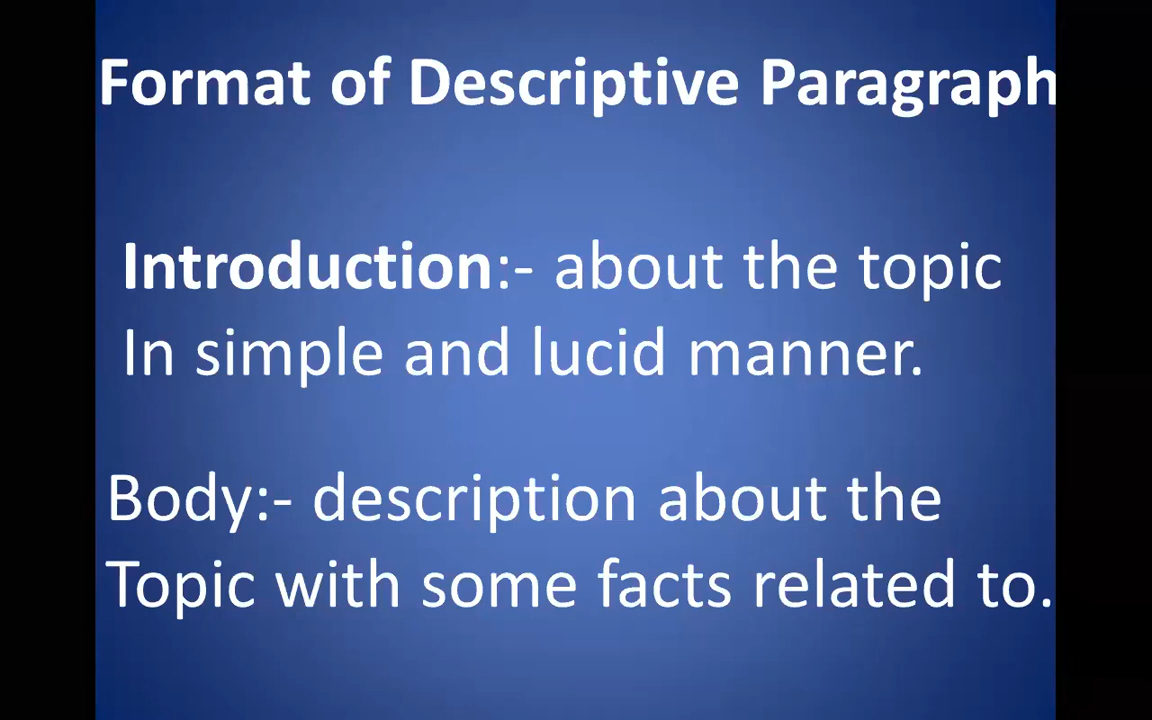 Format of Descriptive Paragraph
Introduction:- about the topic
In simple and lucid manner.
Body:- description about the
Topic with some facts related to.